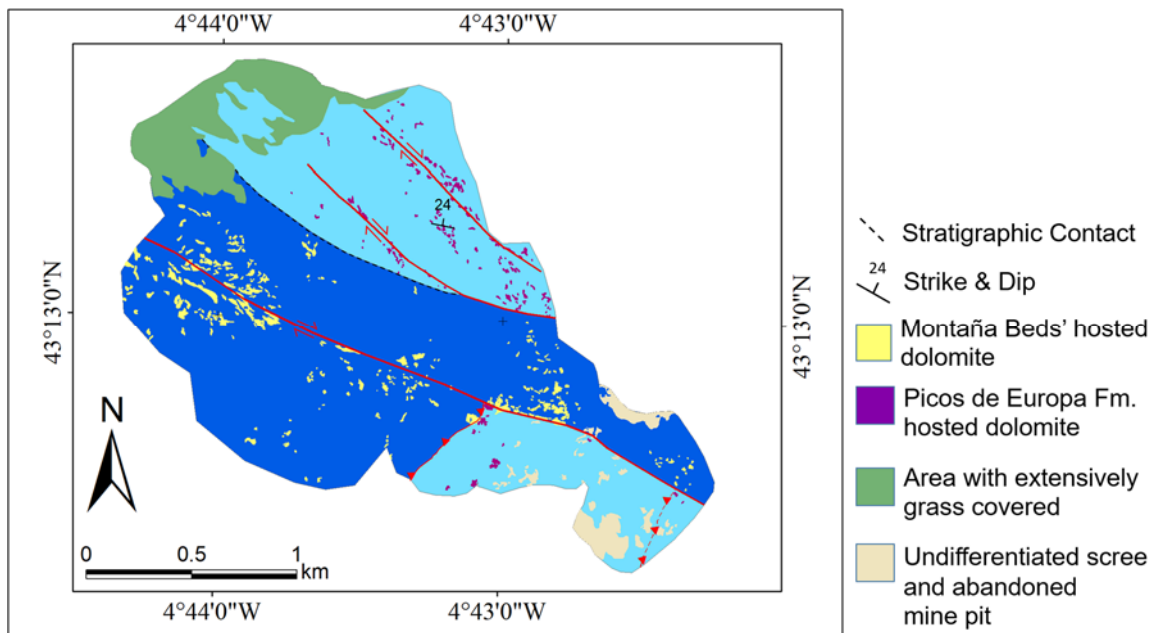 4°44'0"W 4°43'0"W
43°13'0"N
43°13'0"N
24
N
0 0.5 1
km
4°44'0"W 4°43'0"W
Stratigraphic Contact
24
Strike & Dip
Montaña Beds' hosted
dolomite
Picos de Europa Fm.
hosted dolomite
Area with extensively
grass covered
Undifferentiated scree
and abandoned
mine pit